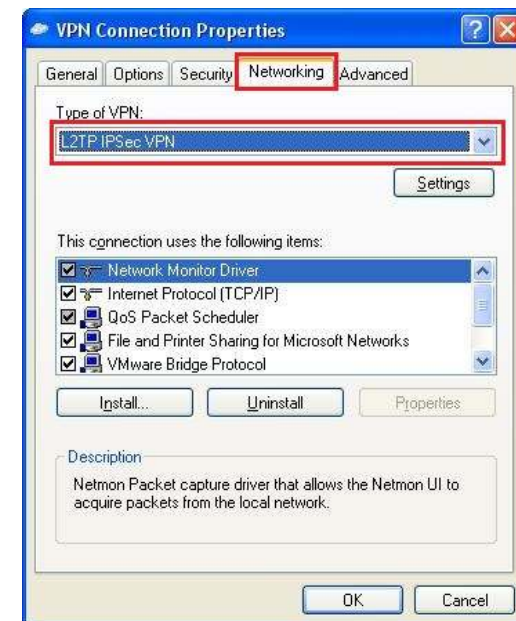 VPN Connection Properties
General Options Security Networking Advanced
Type of VPN:
L2TP IPSec VPN
Settings
This connection uses the following items:
Network Monitor Driver
Internet Protocol (TCP/IP)
QoS Packet Scheduler
File and Printer Sharing for Microsoft Networks
VMware Bridge Protocol
Install... Uninstall Properties
Description
Netmon Packet capture driver that allows the Netmon UI to
acquire packets from the local network.
OK Cancel